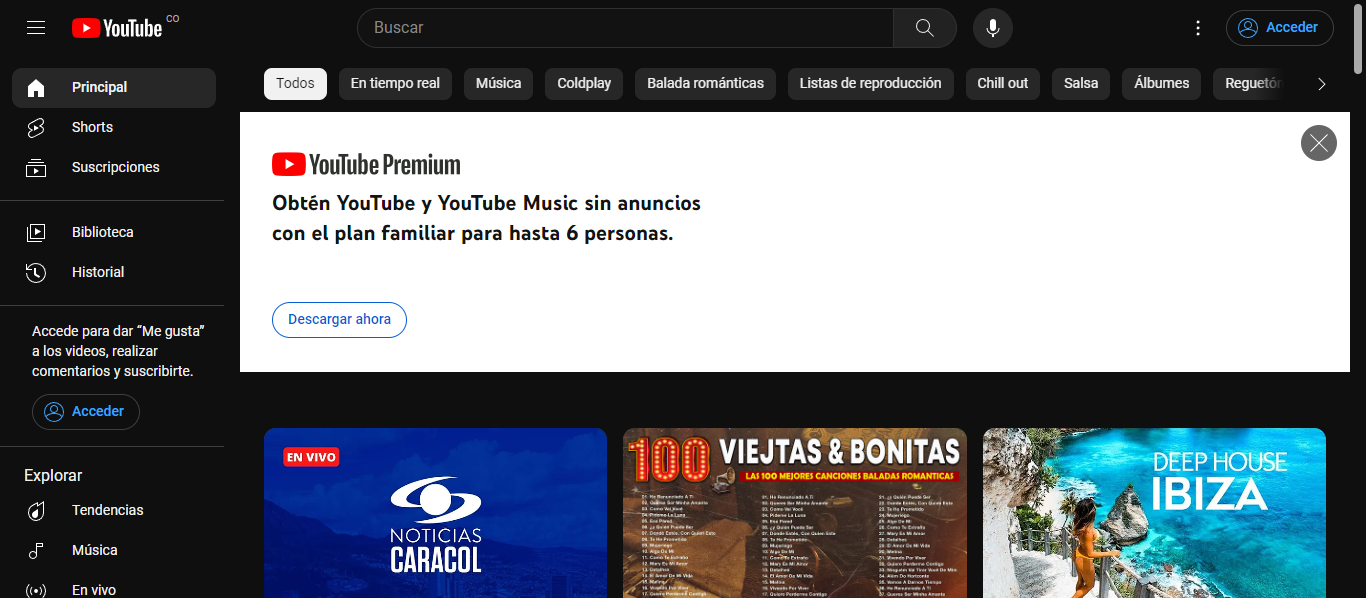 YouTube CO
Buscar
Acceder
Principal
Shorts
Suscripciones
Biblioteca
Historial
Accede para dar “Me gusta”
a los videos, realizar
comentarios y suscribirte.
Acceder
Explorar
Tendencias
Música
En vivo
Todos
En tiempo real
Música
Coldplay
Balada románticas
Listas de reproducción
Chill out
Salsa
Álbumes
Reguetón
YouTube Premium
Obtén YouTube y YouTube Music sin anuncios
con el plan familiar para hasta 6 personas.
Descargar ahora
EN VIVO
NOTICIAS
CARACOL
100 VIEJTAS & BONITAS
LAS 100 MEJORES CANCIONES BALADAS ROMANTICAS
DEEP HOUSE
IBIZA